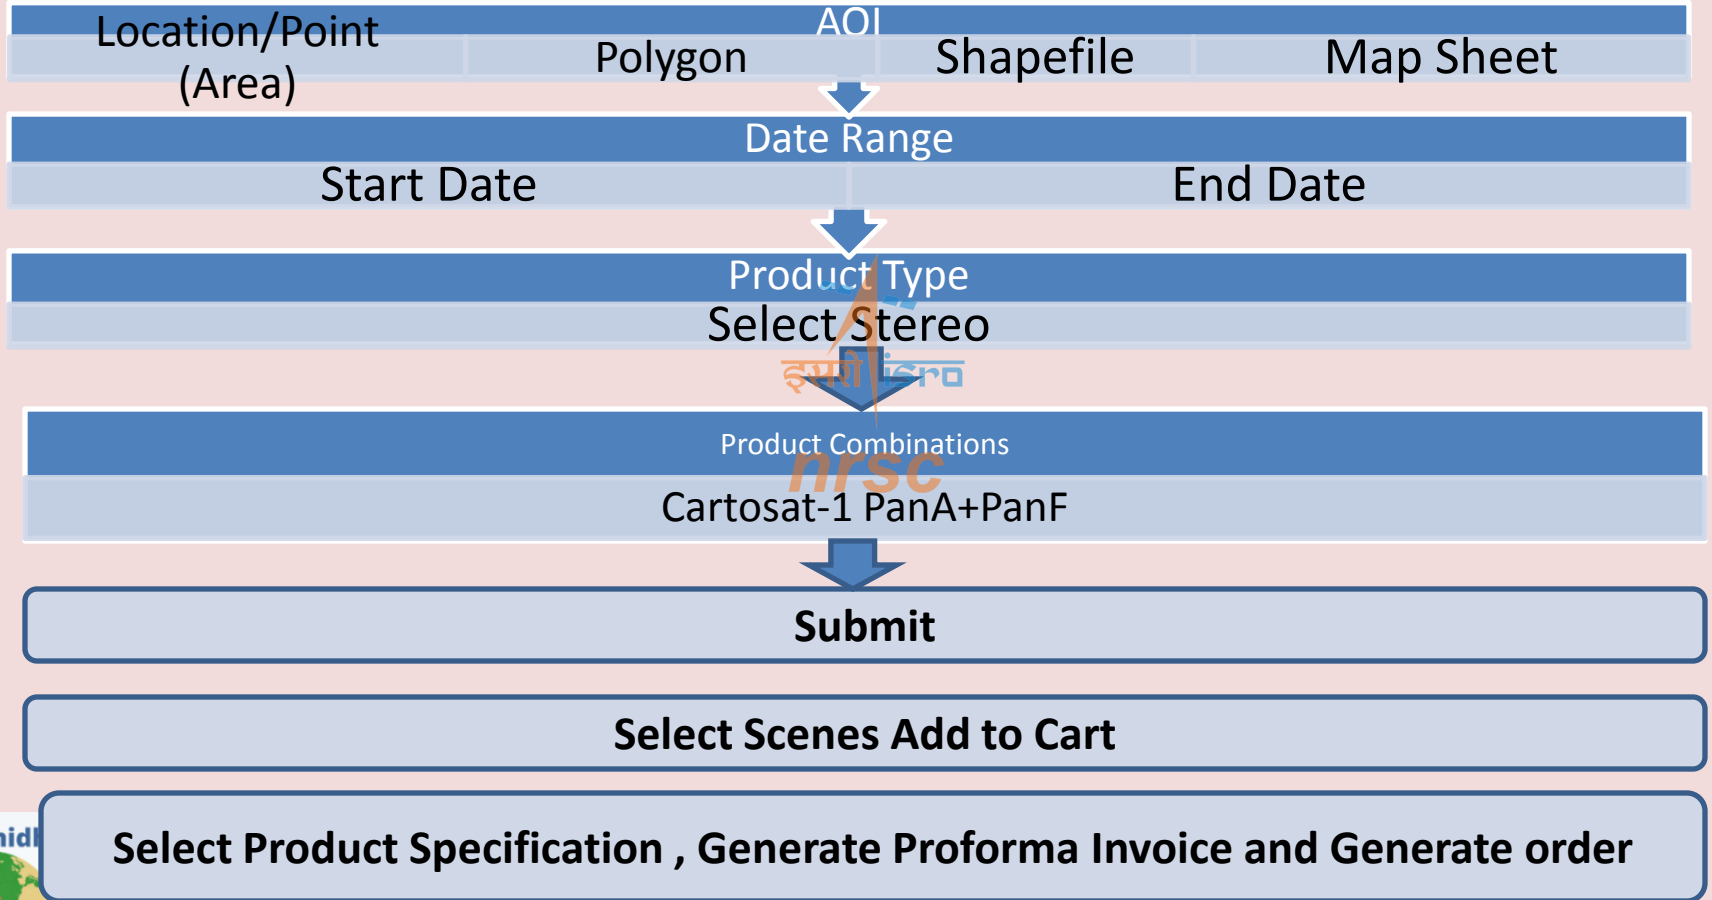 AOI
Location/Point
(Area)
Polygon
Shapefile
Map Sheet
Date Range
Start Date
End Date
Product Type
Select Stereo
इसरो isro
Product Combinations
nrsc
Cartosat-1 PanA+PanF
Submit
Select Scenes Add to Cart
Select Product Specification , Generate Proforma Invoice and Generate order